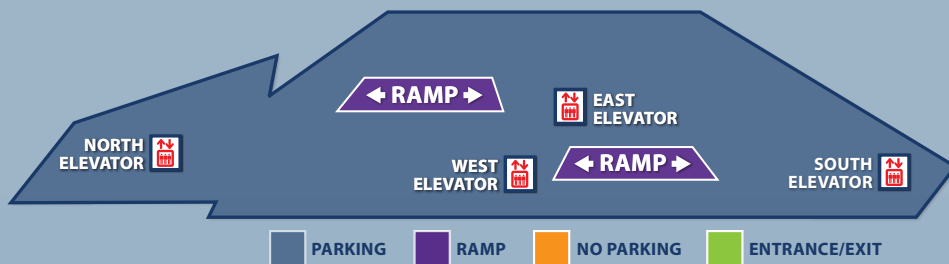 ← RAMP →
EAST
ELEVATOR
NORTH
ELEVATOR
WEST
ELEVATOR
← RAMP →
SOUTH
ELEVATOR
PARKING
RAMP
NO PARKING
ENTRANCE/EXIT